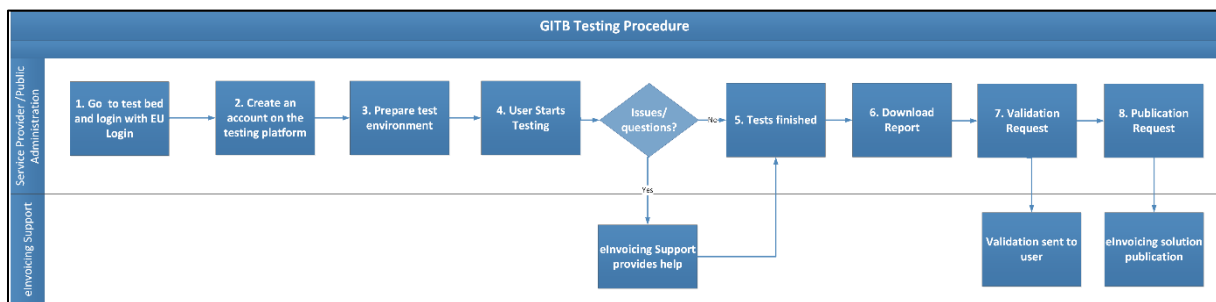 GITB Testing Procedure
Service Provider /Public
Administration
1. Go to test bed
and login with EU
Login
2. Create an
account on the
testing platform
3. Prepare test
environment
4. User Starts
Testing
Issues/
questions?
No
5. Tests finished
6. Download
Report
7. Validation
Request
8. Publication
Request
Yes
eInvoicing Support
eInvoicing Support
provides help
Validation sent to
user
eInvoicing solution
publication